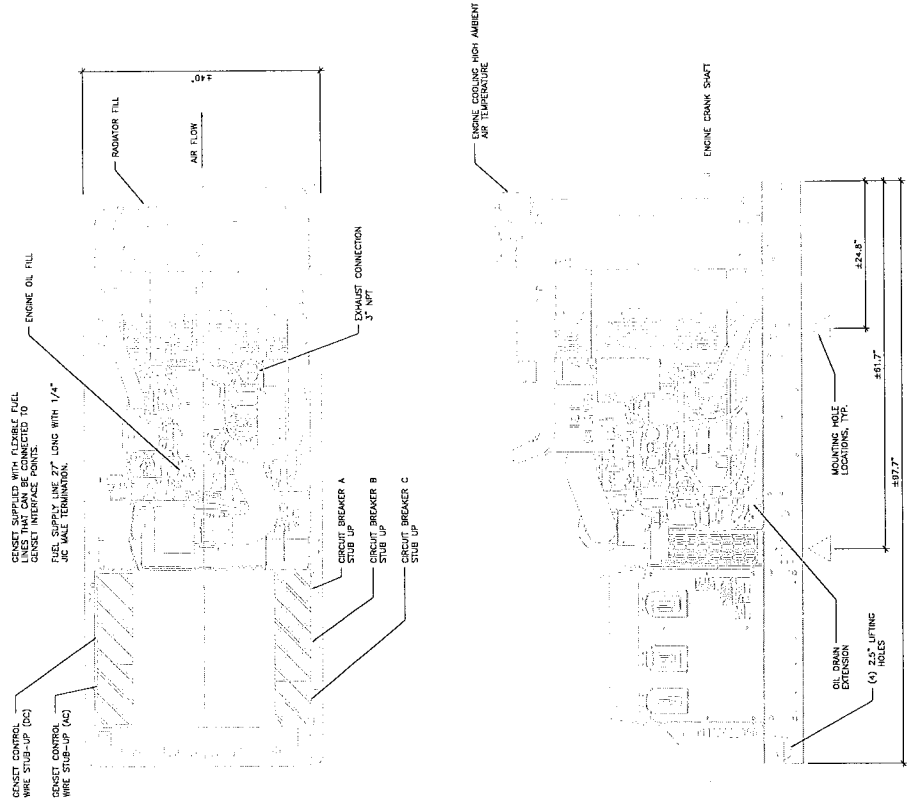 GENSET CONTROL
WIRE STUB-UP (DC)
GENSET CONTROL
WIRE STUB-UP (AC)
GENSET SUPPLIED WITH FLEXIBLE FUEL
LINES THAT CAN BE CONNECTED TO
GENSET INTERFACE POINTS.
FUEL SUPPLY LINE 27" LONG WITH 1/4"
JIC MALE TERMINATION.
ENGINE OIL FILL
RADIATOR FILL
AIR FLOW
±40"
EXHAUST CONNECTION
3" NPT
CIRCUIT BREAKER A
STUB UP
CIRCUIT BREAKER B
STUB UP
CIRCUIT BREAKER C
STUB UP
ENGINE COOLING HIGH AMBIENT
AIR TEMPERATURE
ENGINE CRANK SHAFT
±24.8"
±61.7"
±97.7"
MOUNTING HOLE
LOCATIONS, TYP.
OIL DRAIN
EXTENSION
(4) 2.5" LIFTING
HOLES